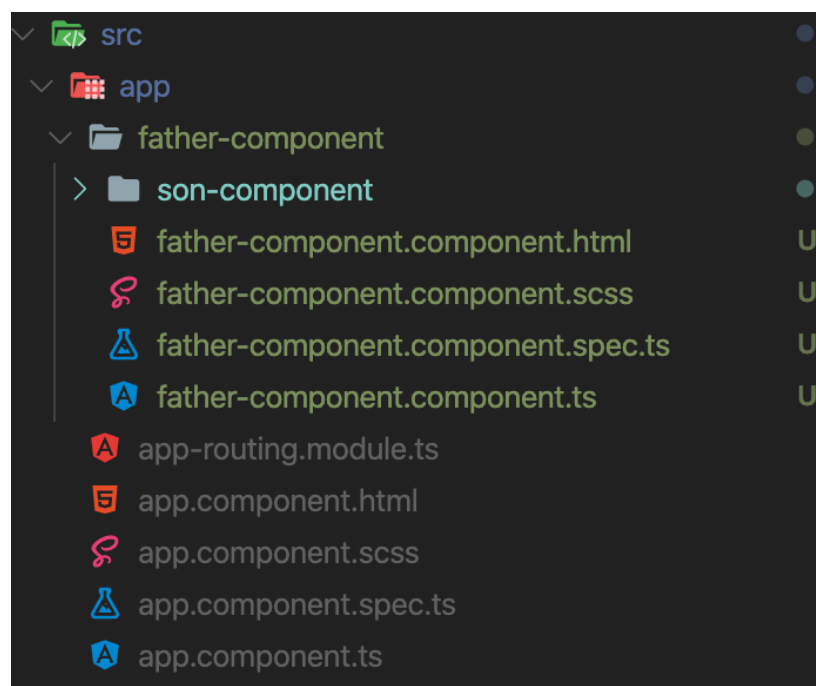 src
app
father-component
son-component
father-component.component.html U
father-component.component.scss U
father-component.component.spec.ts U
father-component.component.ts U
app-routing.module.ts
app.component.html
app.component.scss
app.component.spec.ts
app.component.ts